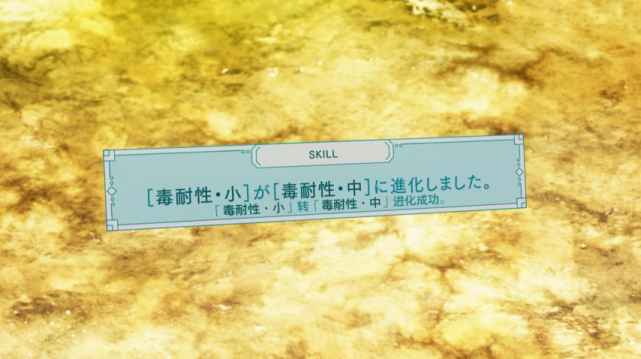 SKILL
[毒耐性・小]が[毒耐性・中]に進化しました。
「毒耐性・小」转「毒耐性・中」进化成功。